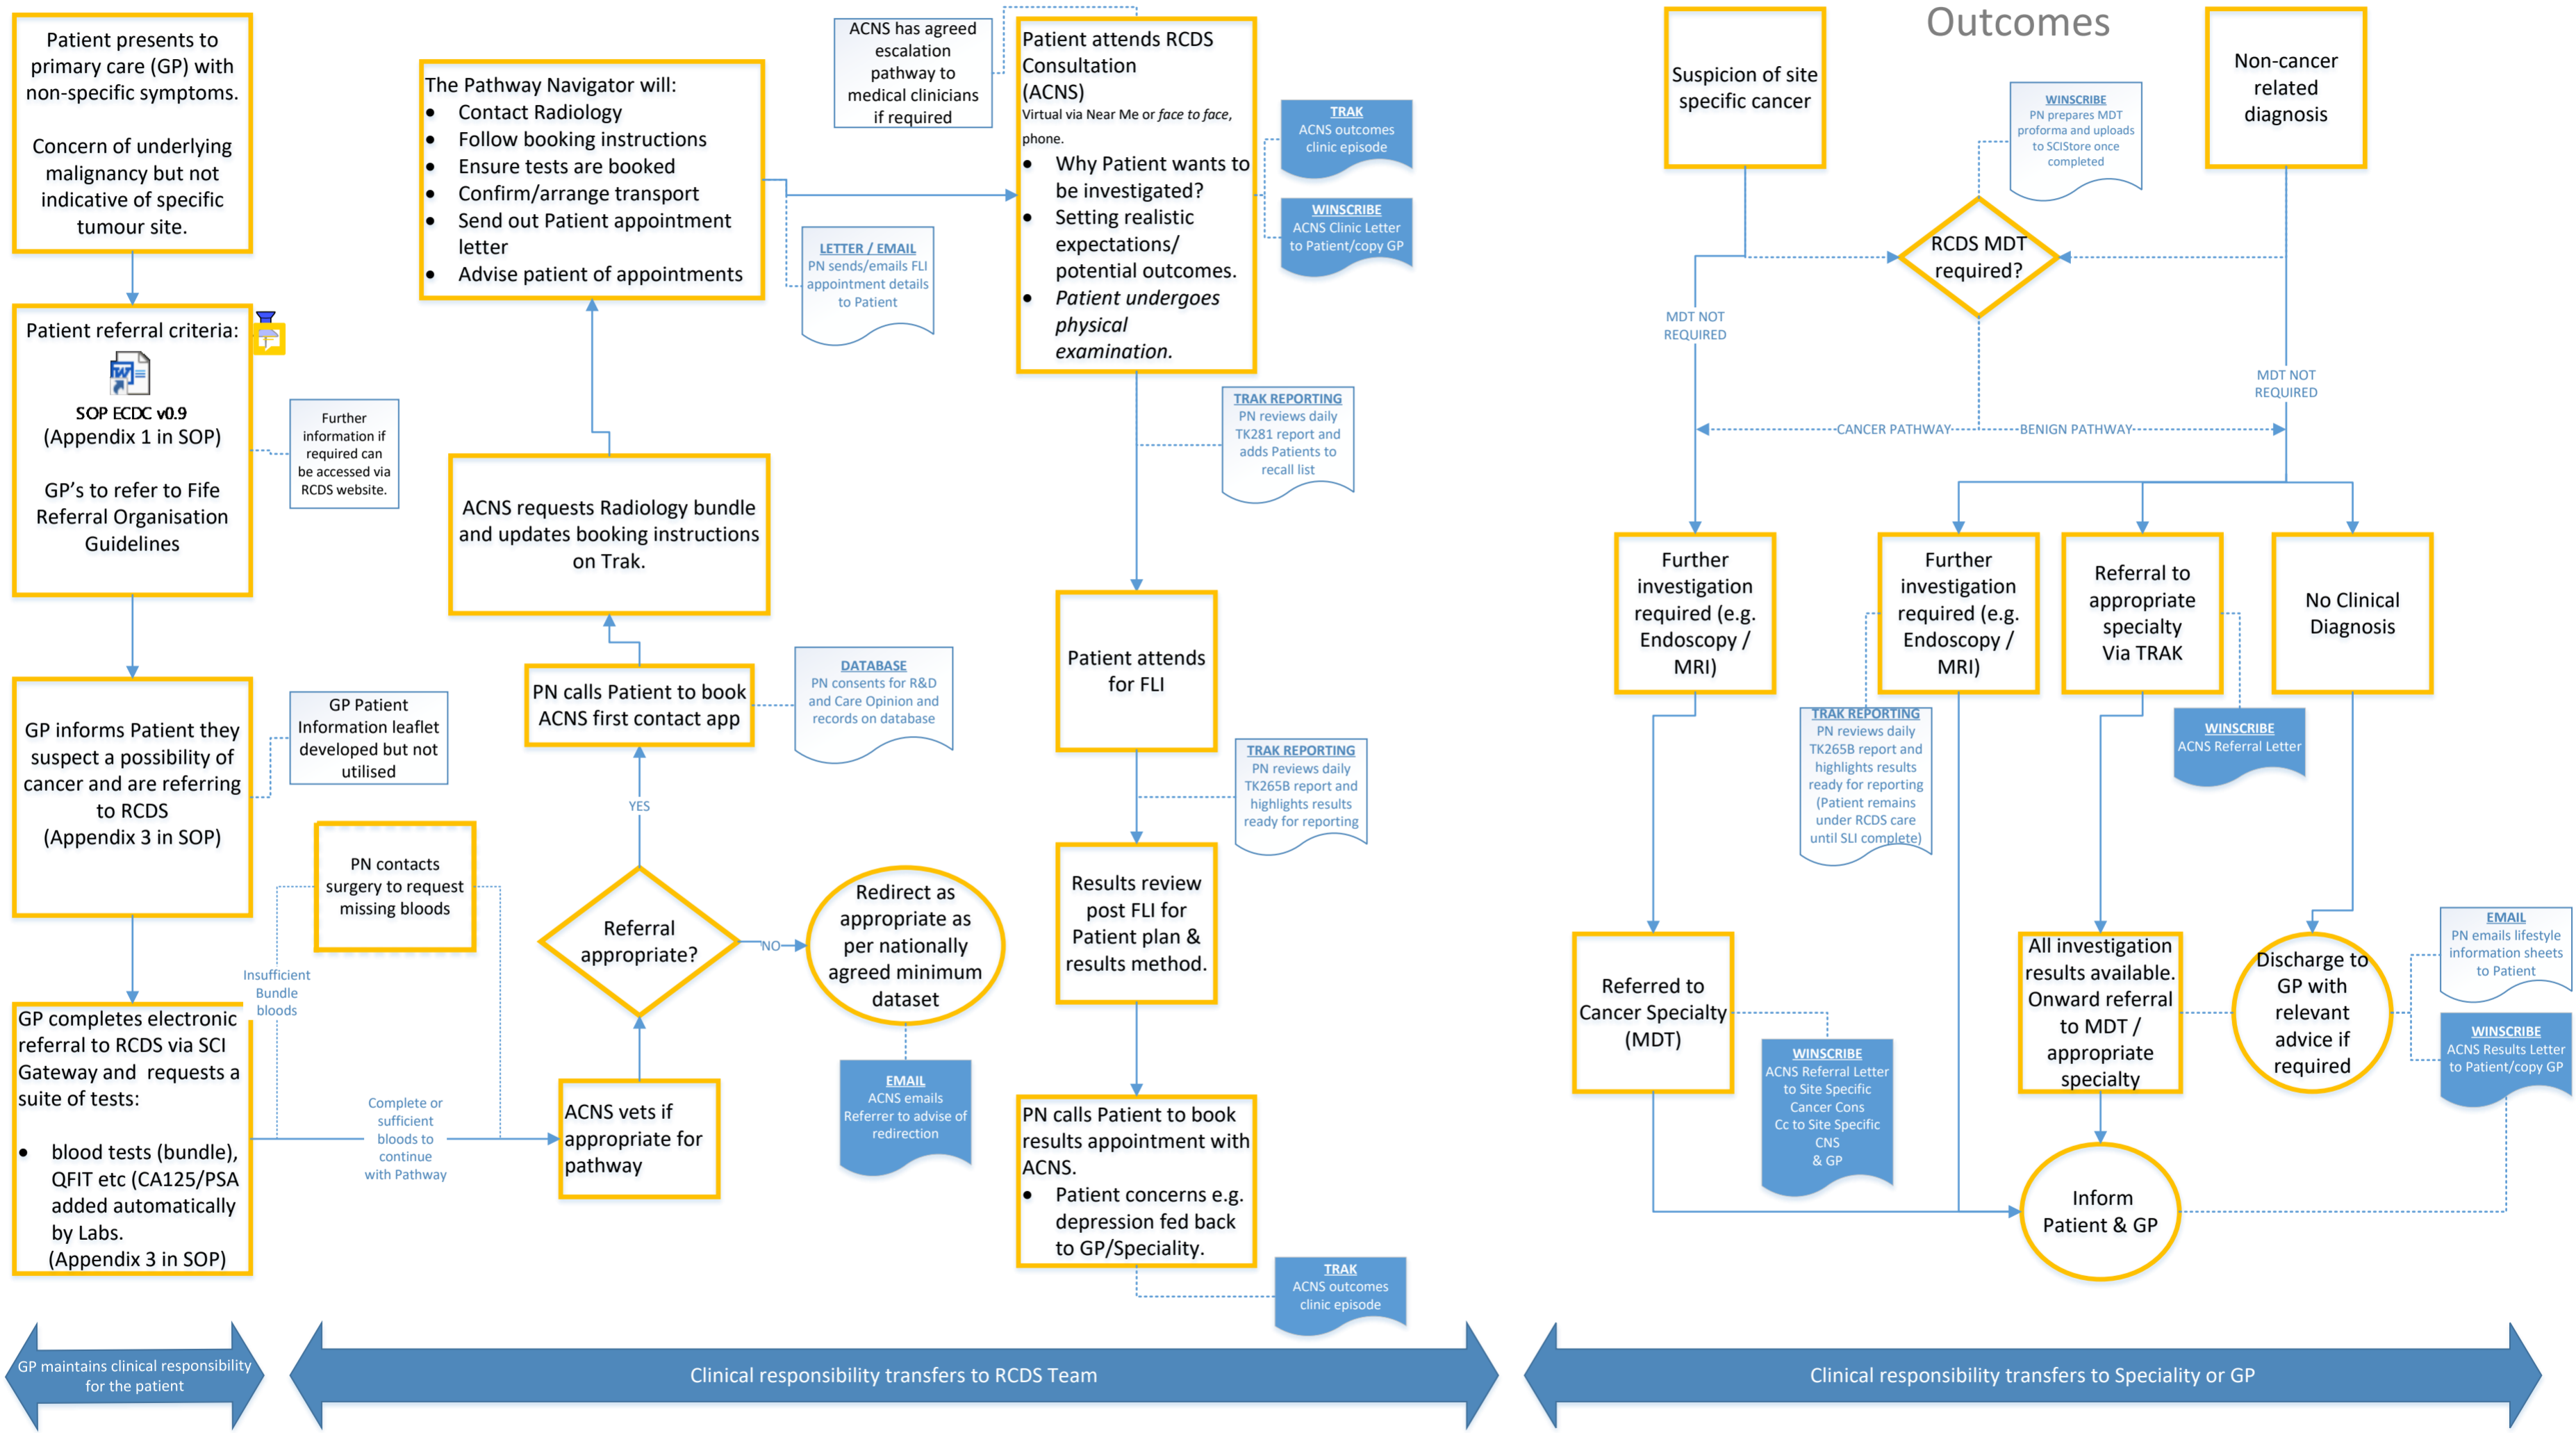 Patient presents to
primary care (GP) with
non-specific symptoms.
Concern of underlying
malignancy but not
indicative of specific
tumour site.
Patient referral criteria:
SOP ECDC v0.9
(Appendix 1 in SOP)
GP's to refer to Fife
Referral Organisation
Guidelines
Further
information if
required can
be accessed via
RCDS website.
GP informs Patient they
suspect a possibility of
cancer and are referring
to RCDS
(Appendix 3 in SOP)
GP Patient
Information leaflet
developed but not
utilised
PN contacts
surgery to request
missing bloods
Insufficient
Bundle
bloods
GP completes electronic
referral to RCDS via SCI
Gateway and requests a
suite of tests:
• blood tests (bundle),
QFIT etc (CA125/PSA
added automatically
by Labs.
(Appendix 3 in SOP)
Complete or
sufficient
bloods to
continue
with Pathway
ACNS vets if
appropriate for
pathway
Referral
appropriate?
NO
Redirect as
appropriate as
per nationally
agreed minimum
dataset
EMAIL
ACNS emails
Referrer to advise of
redirection
YES
PN calls Patient to book
ACNS first contact app
DATABASE
PN consents for R&D
and Care Opinion and
records on database
ACNS requests Radiology bundle
and updates booking instructions
on Trak.
The Pathway Navigator will:
• Contact Radiology
• Follow booking instructions
• Ensure tests are booked
• Confirm/arrange transport
• Send out Patient appointment
letter
• Advise patient of appointments
LETTER / EMAIL
PN sends/emails FLI
appointment details
to Patient
ACNS has agreed
escalation
pathway to
medical clinicians
if required
Patient attends RCDS
Consultation
(ACNS)
Virtual via Near Me or face to face,
phone.
• Why Patient wants to
be investigated?
• Setting realistic
expectations/
potential outcomes.
• Patient undergoes
physical
examination.
TRAK
ACNS outcomes
clinic episode
WINSCRIBE
ACNS Clinic Letter
to Patient/copy GP
TRAK REPORTING
PN reviews daily
TK281 report and
adds Patients to
recall list
Patient attends
for FLI
TRAK REPORTING
PN reviews daily
TK265B report and
highlights results
ready for reporting
Results review
post FLI for
Patient plan &
results method.
PN calls Patient to book
results appointment with
ACNS.
• Patient concerns e.g.
depression fed back
to GP/Speciality.
TRAK
ACNS outcomes
clinic episode
Outcomes
Suspicion of site
specific cancer
WINSCRIBE
PN prepares MDT
proforma and uploads
to SCIStore once
completed
Non-cancer
related
diagnosis
RCDS MDT
required?
MDT NOT
REQUIRED
MDT NOT
REQUIRED
CANCER PATHWAY
BENIGN PATHWAY
Further
investigation
required (e.g.
Endoscopy /
MRI)
Further
investigation
required (e.g.
Endoscopy /
MRI)
Referral to
appropriate
specialty
Via TRAK
No Clinical
Diagnosis
TRAK REPORTING
PN reviews daily
TK265B report and
highlights results
ready for reporting
(Patient remains
under RCDS care
until SLI complete)
WINSCRIBE
ACNS Referral Letter
Referred to
Cancer Specialty
(MDT)
WINSCRIBE
ACNS Referral Letter
to Site Specific
Cancer Cons
Cc to Site Specific
CNS
& GP
All investigation
results available.
Onward referral
to MDT /
appropriate
specialty
Discharge to
GP with
relevant
advice if
required
EMAIL
PN emails lifestyle
information sheets
to Patient
WINSCRIBE
ACNS Results Letter
to Patient/copy GP
Inform
Patient & GP
GP maintains clinical responsibility
for the patient
Clinical responsibility transfers to RCDS Team
Clinical responsibility transfers to Speciality or GP